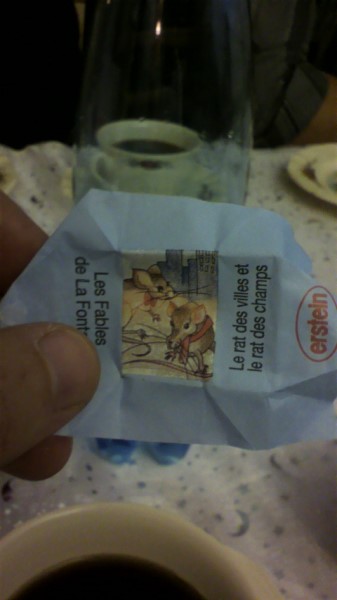 Les Fables
de La Font
Le rat des villes et
le rat des champs
erstein